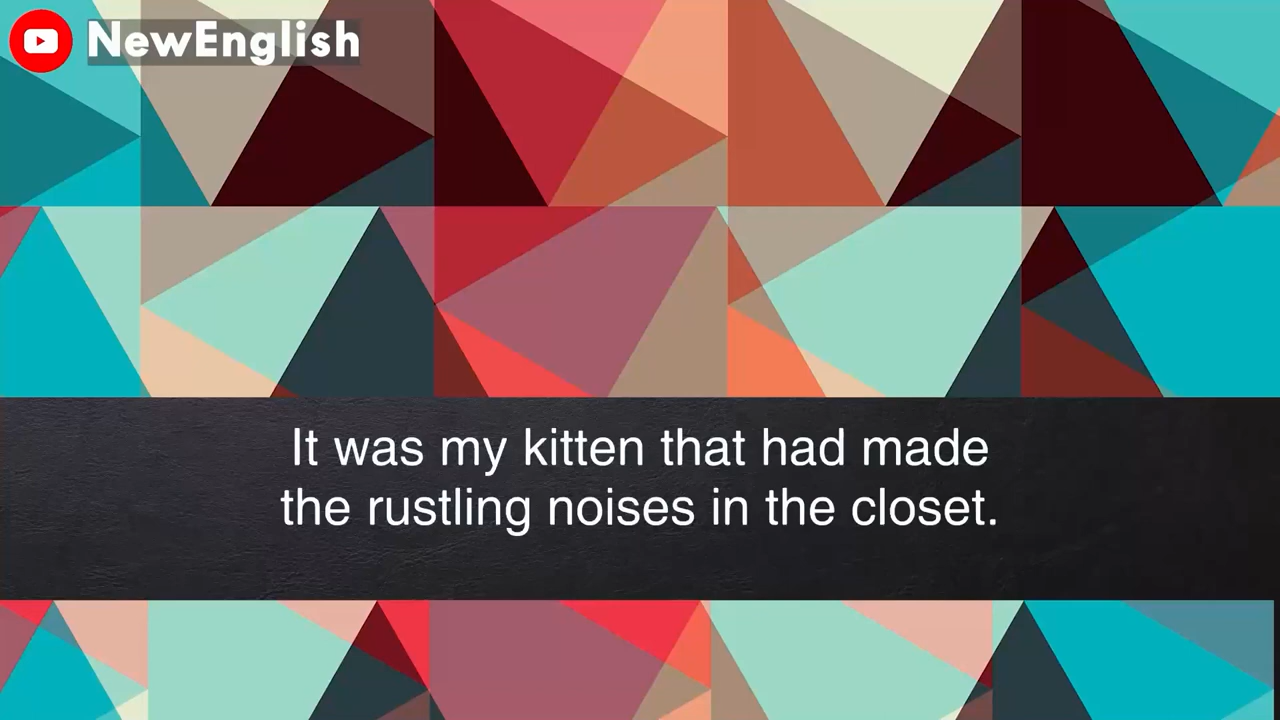 NewEnglish
It was my kitten that had made
the rustling noises in the closet.